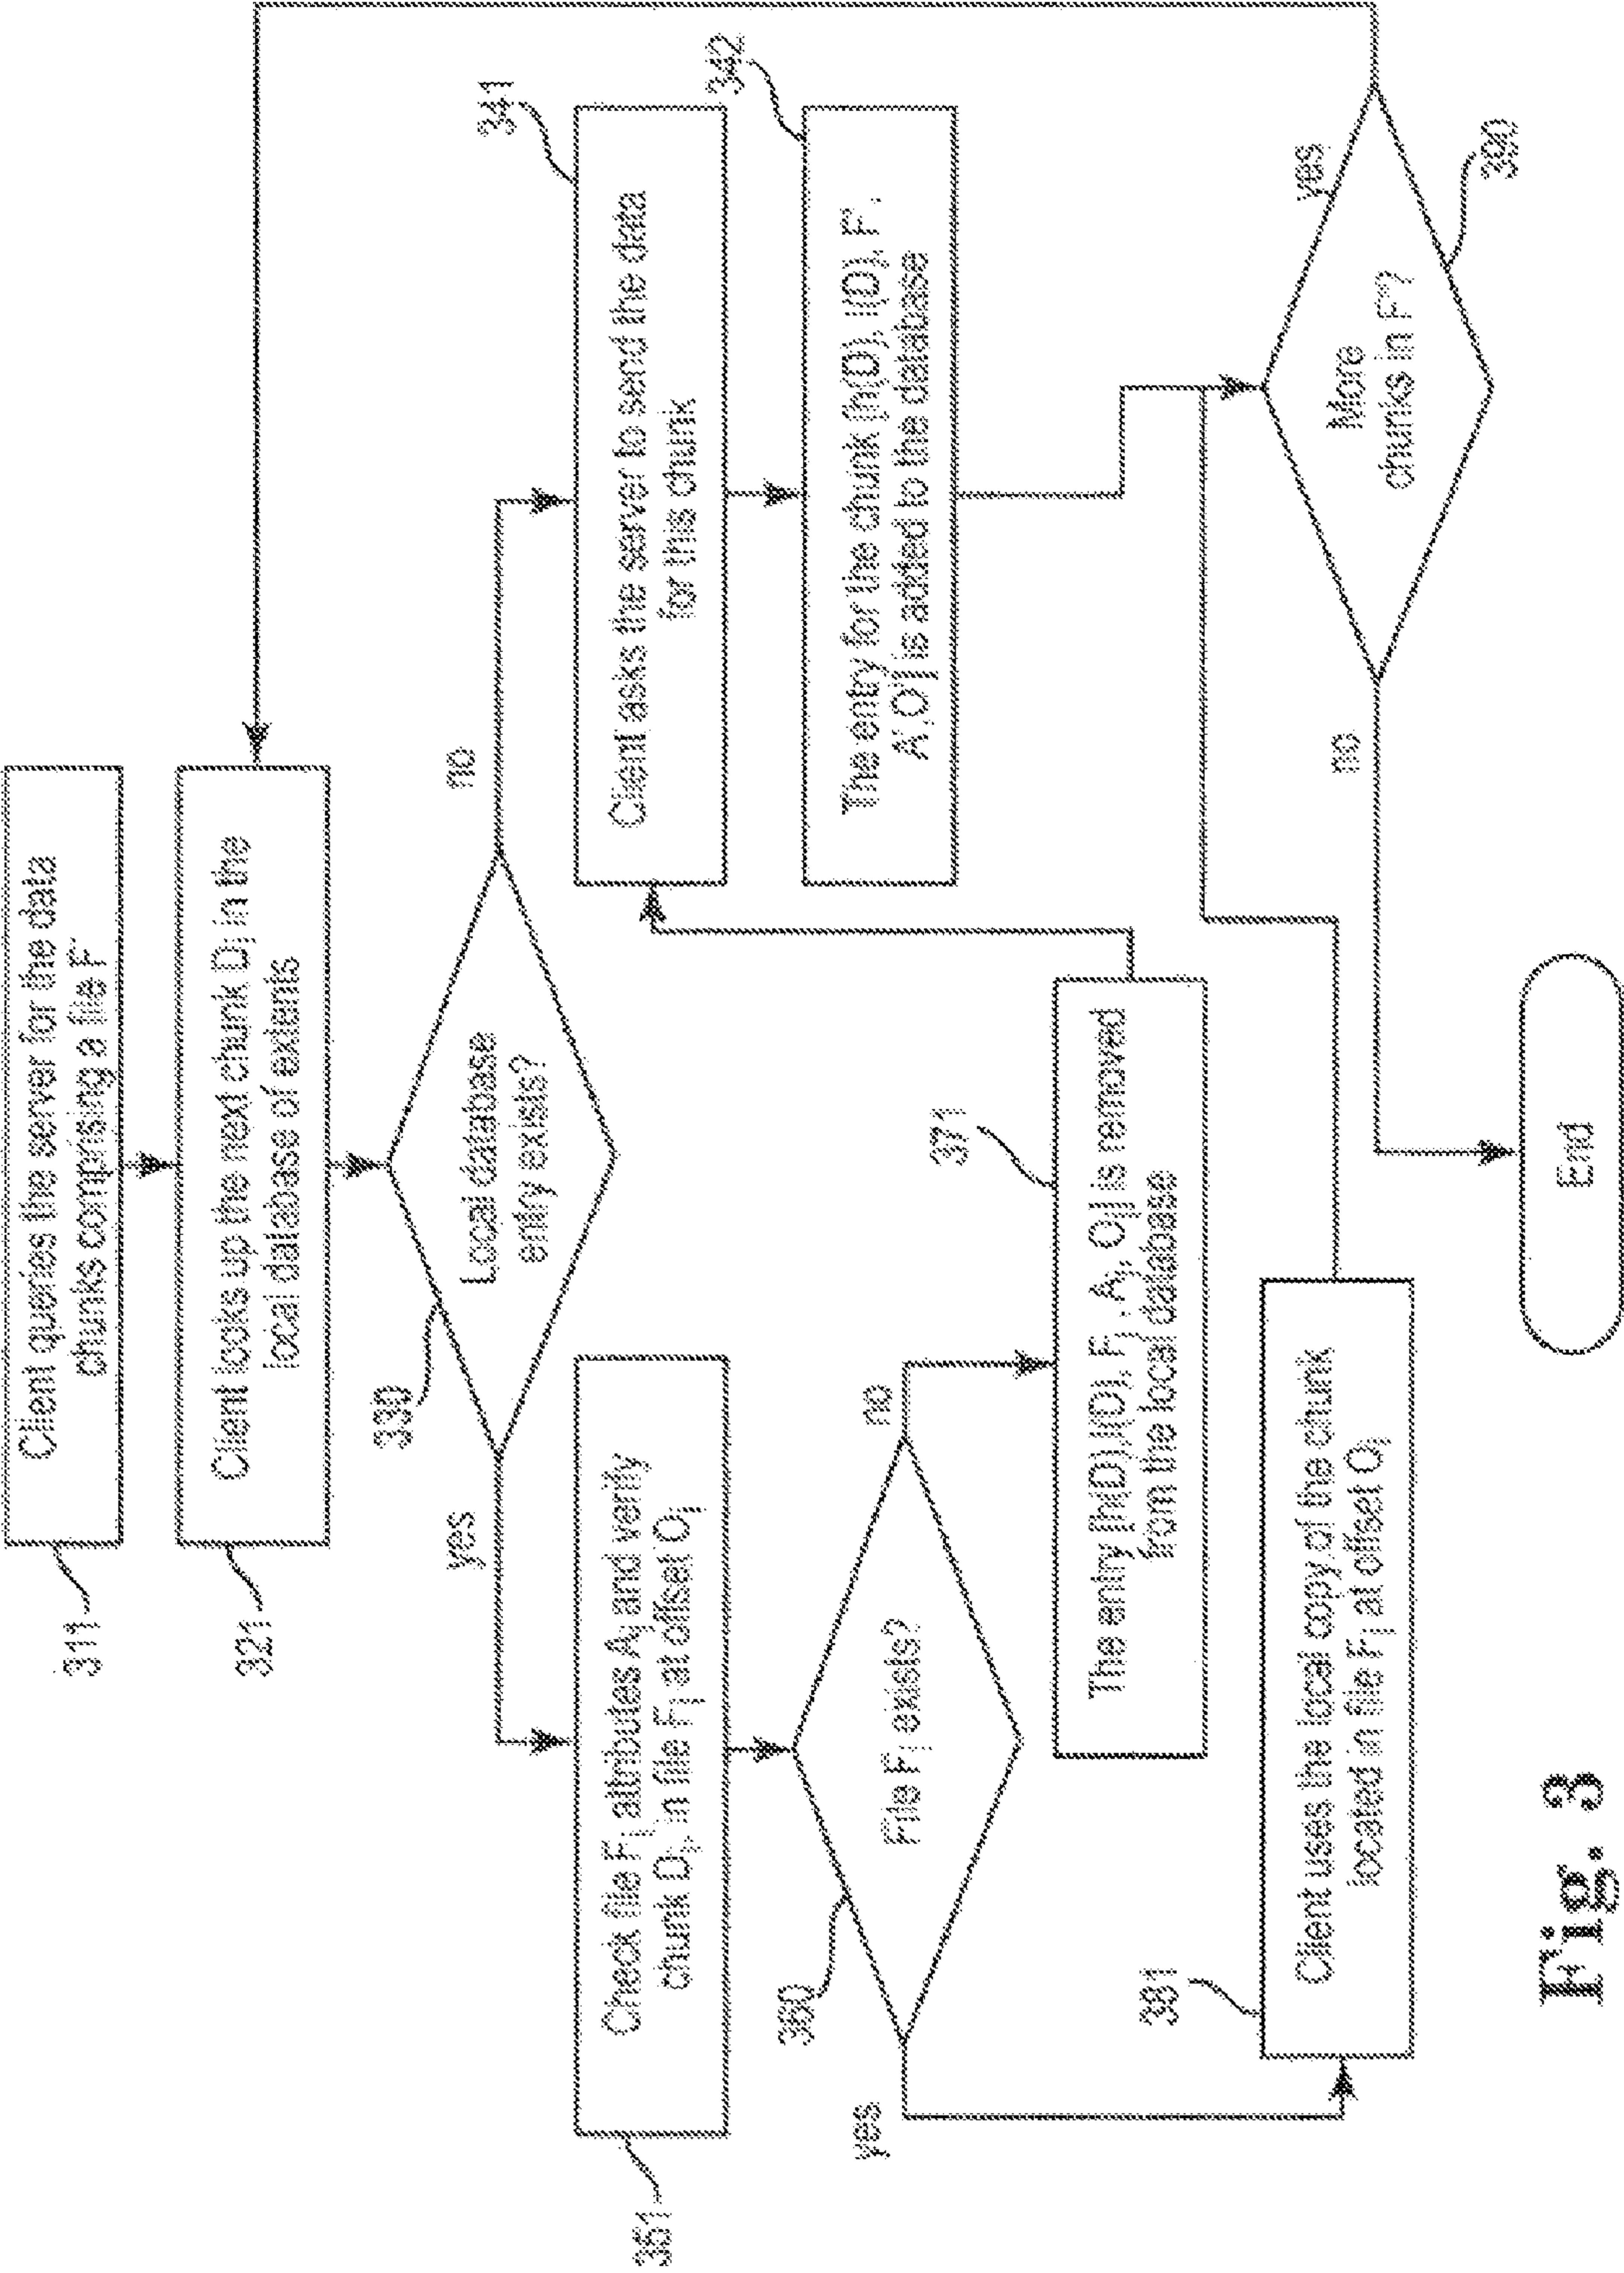 311
Client queries the server for the data
chunks comprising a file F'
321
Client looks up the next chunk Dⱼ in the
local database of extents
330
Local database
entry exists?
yes
no
351
Check file Fⱼ attributes Aⱼ and verify
chunk Dⱼ, in file Fⱼ at offset Oⱼ
341
Client asks the server to send the data
for this chunk
342
The entry for the chunk [h(D), l(D), F',
A',O'] is added to the database
360
File Fⱼ exists?
yes
no
371
The entry [h(D),l(D), Fⱼ , Aⱼ, Oⱼ] is removed
from the local database
381
Client uses the local copy of the chunk
located in file Fⱼ at offset Oⱼ
390
More
chunks in F'?
yes
no
End
Fig. 3